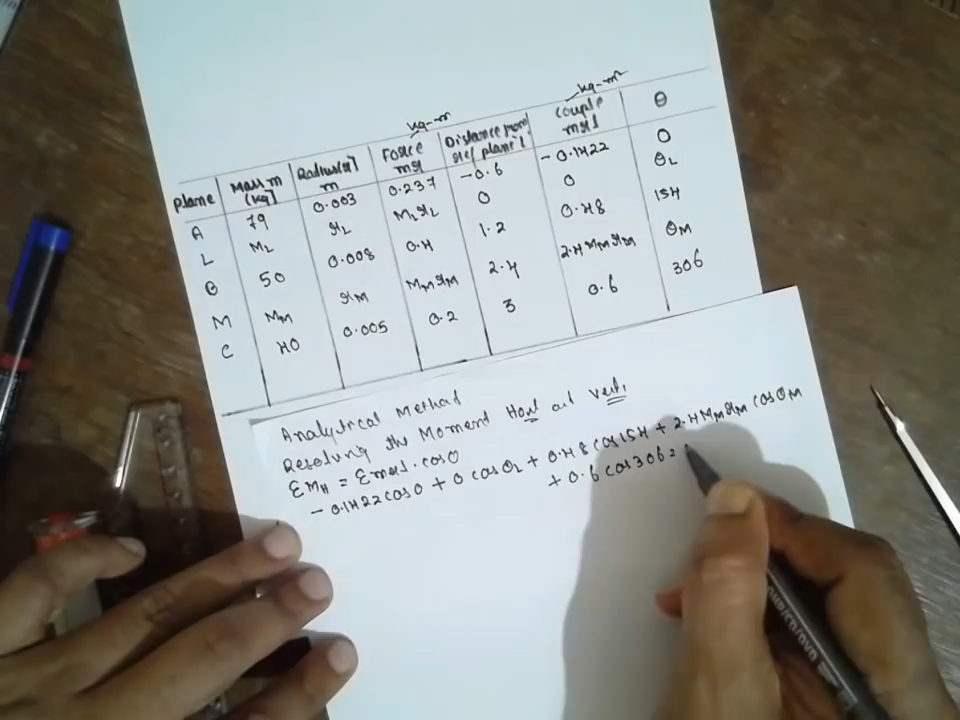 kg-m kg-m²
Plane Mass m (kg) Radius(r) m Force mr Distance from ref plane l Couple mrl θ
A 79 0.003 0.237 -0.6 -0.1422 0
L ML rL MLrL 0 0 θL
B 50 0.008 0.4 1.2 0.48 154
M MM rM MMrM 2.4 2.4 MMrM θM
C 40 0.005 0.2 3 0.6 306
Analytical Method
Resolving the Moment Hont and vert.
ΣMH = Σmrl. cosθ
- 0.1422 cos 0 + 0 cos θL + 0.48 cos 154 + 2.4 MMrM cos θM
+ 0.6 cos 306 =